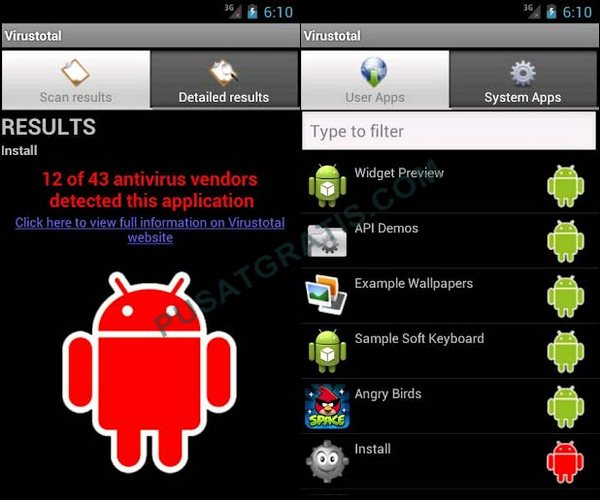 3G 6:10
Virustotal
Scan results Detailed results
RESULTS
Install
12 of 43 antivirus vendors
detected this application
Click here to view full information on Virustotal
website
3G 6:10
Virustotal
User Apps System Apps
Type to filter
Widget Preview
API Demos
Example Wallpapers
Sample Soft Keyboard
SPACE
Angry Birds
Install
PUSATGRATIS.COM